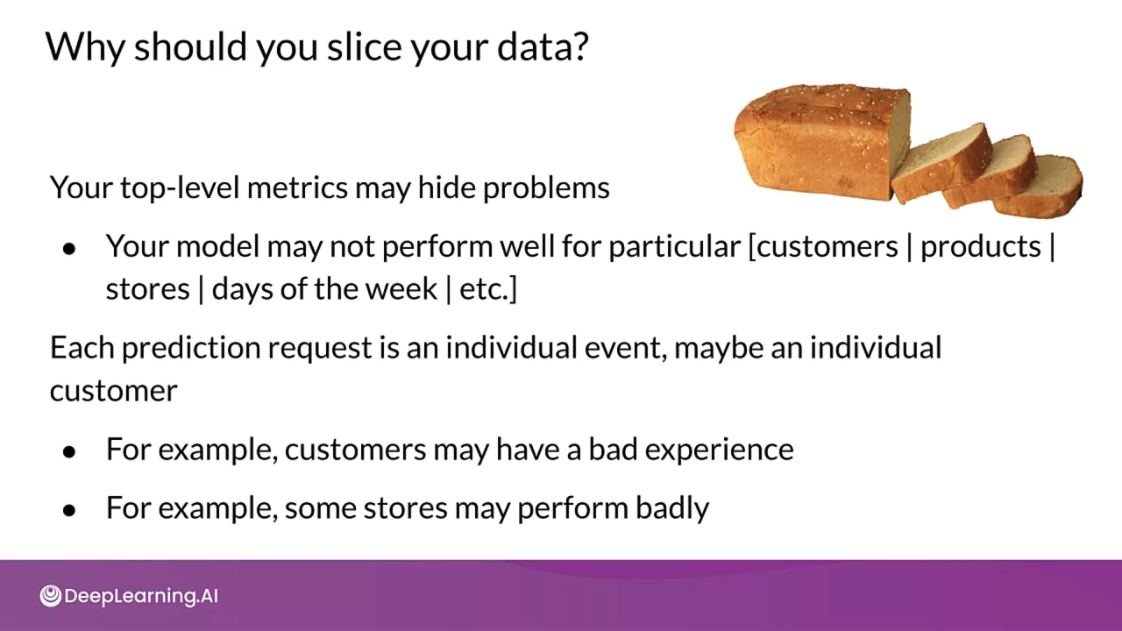 Why should you slice your data?
Your top-level metrics may hide problems
● Your model may not perform well for particular [customers | products |
stores | days of the week | etc.]
Each prediction request is an individual event, maybe an individual
customer
● For example, customers may have a bad experience
● For example, some stores may perform badly
DeepLearning.AI